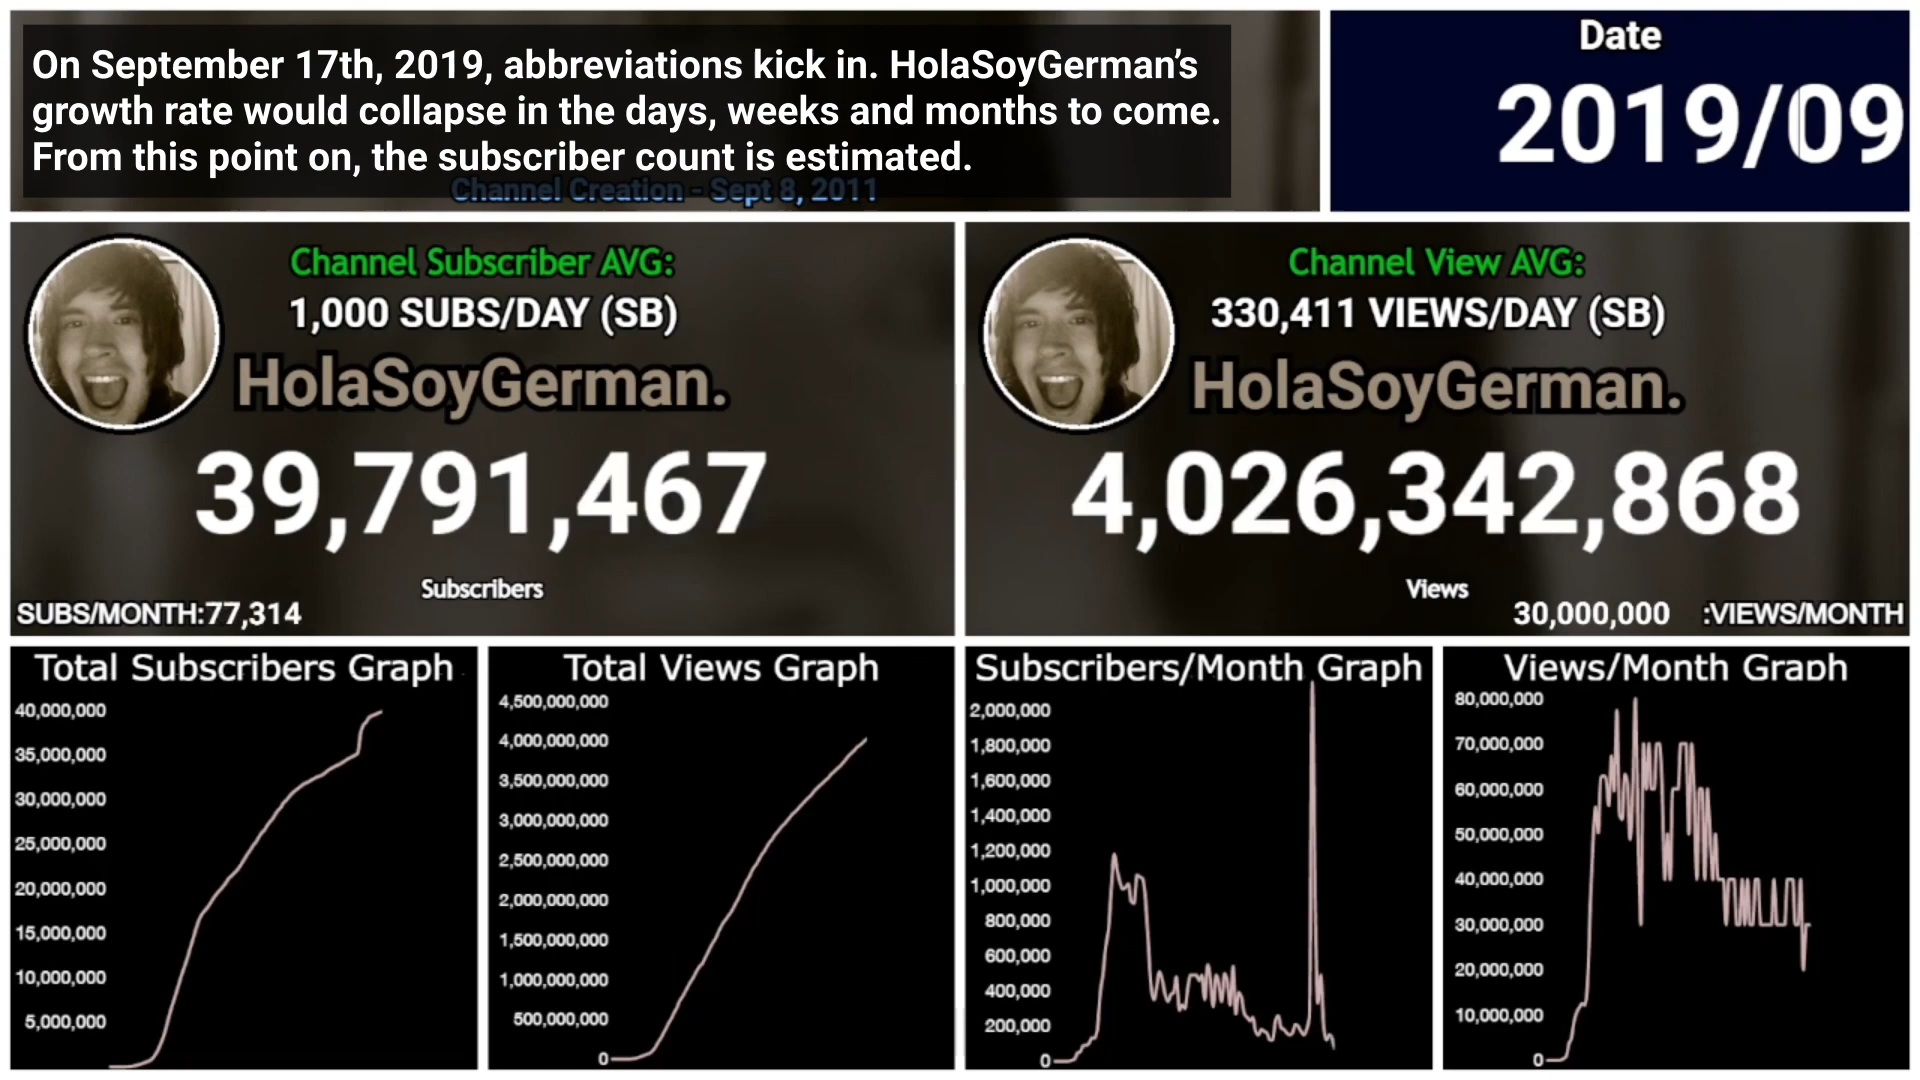 On September 17th, 2019, abbreviations kick in. HolaSoyGerman’s
growth rate would collapse in the days, weeks and months to come.
From this point on, the subscriber count is estimated.
Channel Creation - Sept 8, 2011
Date
2019/09
Channel Subscriber AVG:
1,000 SUBS/DAY (SB)
HolaSoyGerman.
39,791,467
Subscribers
SUBS/MONTH:77,314
Channel View AVG:
330,411 VIEWS/DAY (SB)
HolaSoyGerman.
4,026,342,868
Views
30,000,000 :VIEWS/MONTH
Total Subscribers Graph
40,000,000
35,000,000
30,000,000
25,000,000
20,000,000
15,000,000
10,000,000
5,000,000
Total Views Graph
4,500,000,000
4,000,000,000
3,500,000,000
3,000,000,000
2,500,000,000
2,000,000,000
1,500,000,000
1,000,000,000
500,000,000
0
Subscribers/Month Graph
2,000,000
1,800,000
1,600,000
1,400,000
1,200,000
1,000,000
800,000
600,000
400,000
200,000
0
Views/Month Graph
80,000,000
70,000,000
60,000,000
50,000,000
40,000,000
30,000,000
20,000,000
10,000,000
0